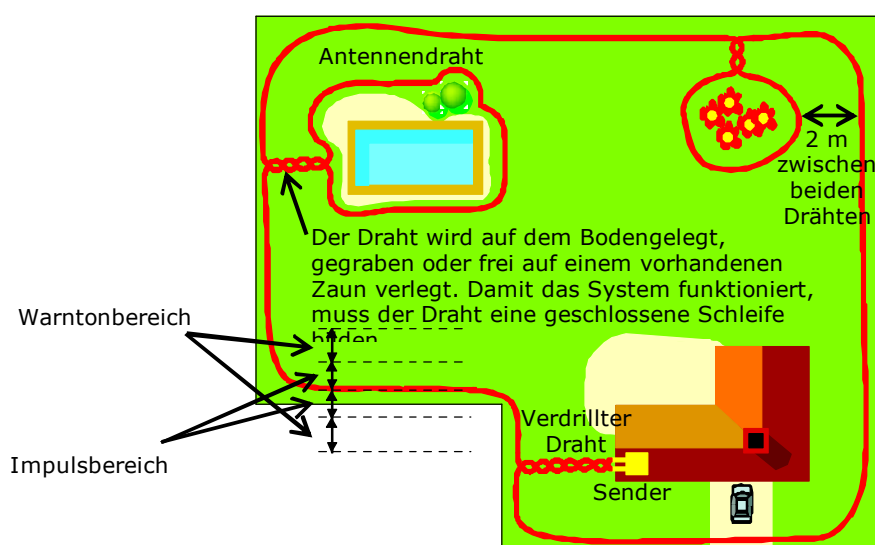 Antennendraht
2 m
zwischen
beiden
Drähten
Der Draht wird auf dem Bodengelegt,
gegraben oder frei auf einem vorhandenen
Zaun verlegt. Damit das System funktioniert,
muss der Draht eine geschlossene Schleife
Warntonbereich
Impulsbereich
Verdrillter
Draht
Sender